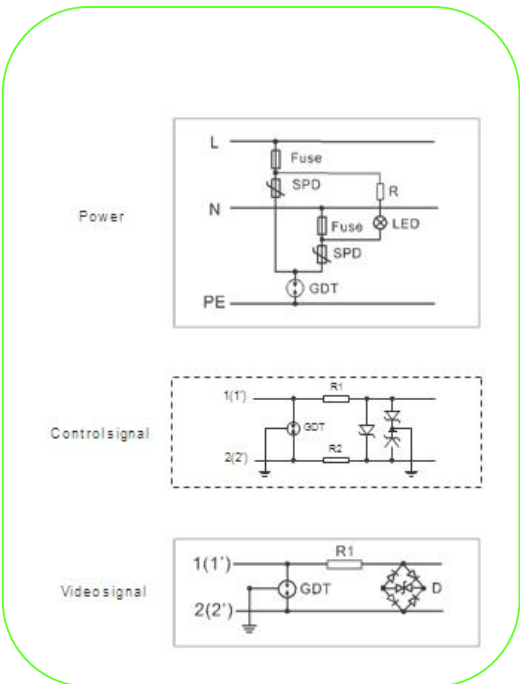 L
Fuse
SPD
R
Power
N
Fuse
LED
SPD
GDT
PE
1(1')
R1
GDT
Controlsignal
R2
2(2')
R1
1(1')
Videosignal
GDT
D
2(2')